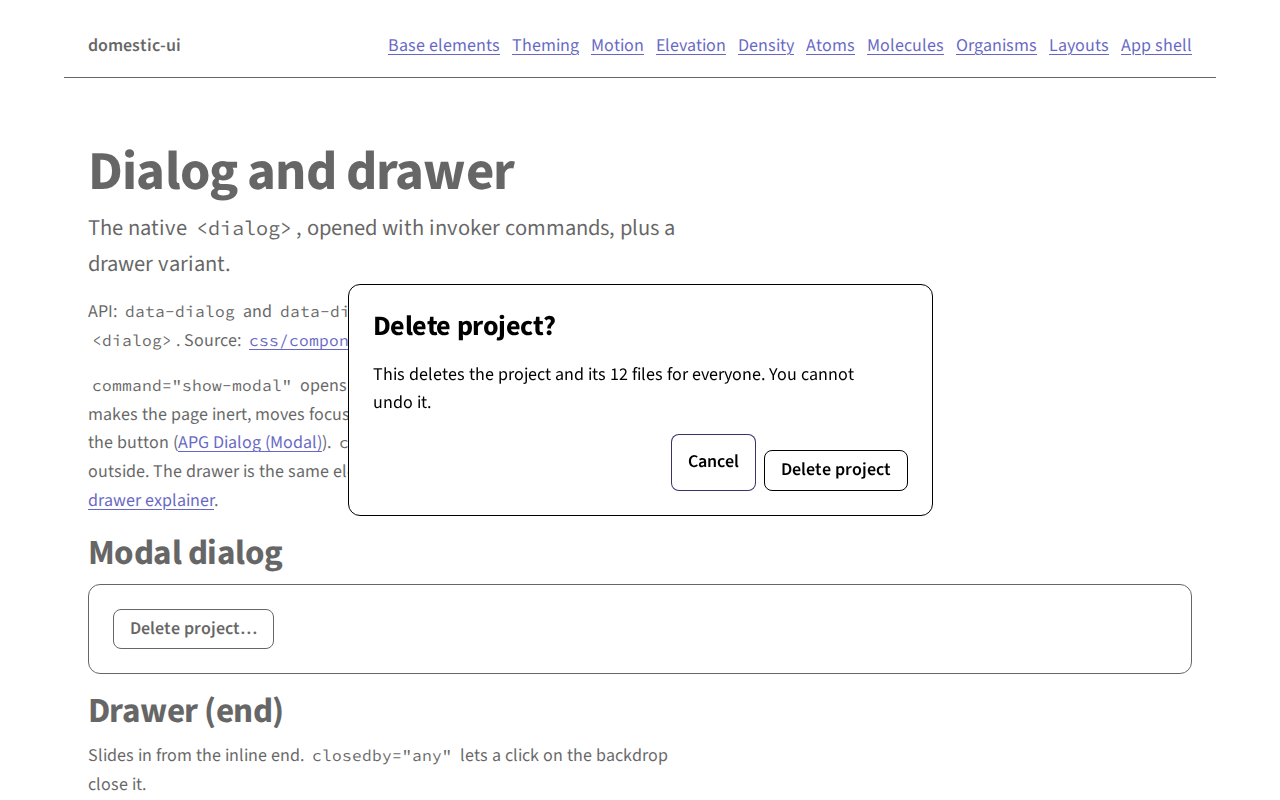 domestic-ui
Base elements Theming Motion Elevation Density Atoms Molecules Organisms Layouts App shell
Dialog and drawer
The native <dialog>, opened with invoker commands, plus a
drawer variant.
API: data-dialog and data-di
<dialog>. Source: css/compon
command="show-modal" opens
makes the page inert, moves focus
the button (APG Dialog (Modal)). c
outside. The drawer is the same el
drawer explainer.
Delete project?
This deletes the project and its 12 files for everyone. You cannot
undo it.
Cancel Delete project
Modal dialog
Delete project…
Drawer (end)
Slides in from the inline end. closedby="any" lets a click on the backdrop
close it.